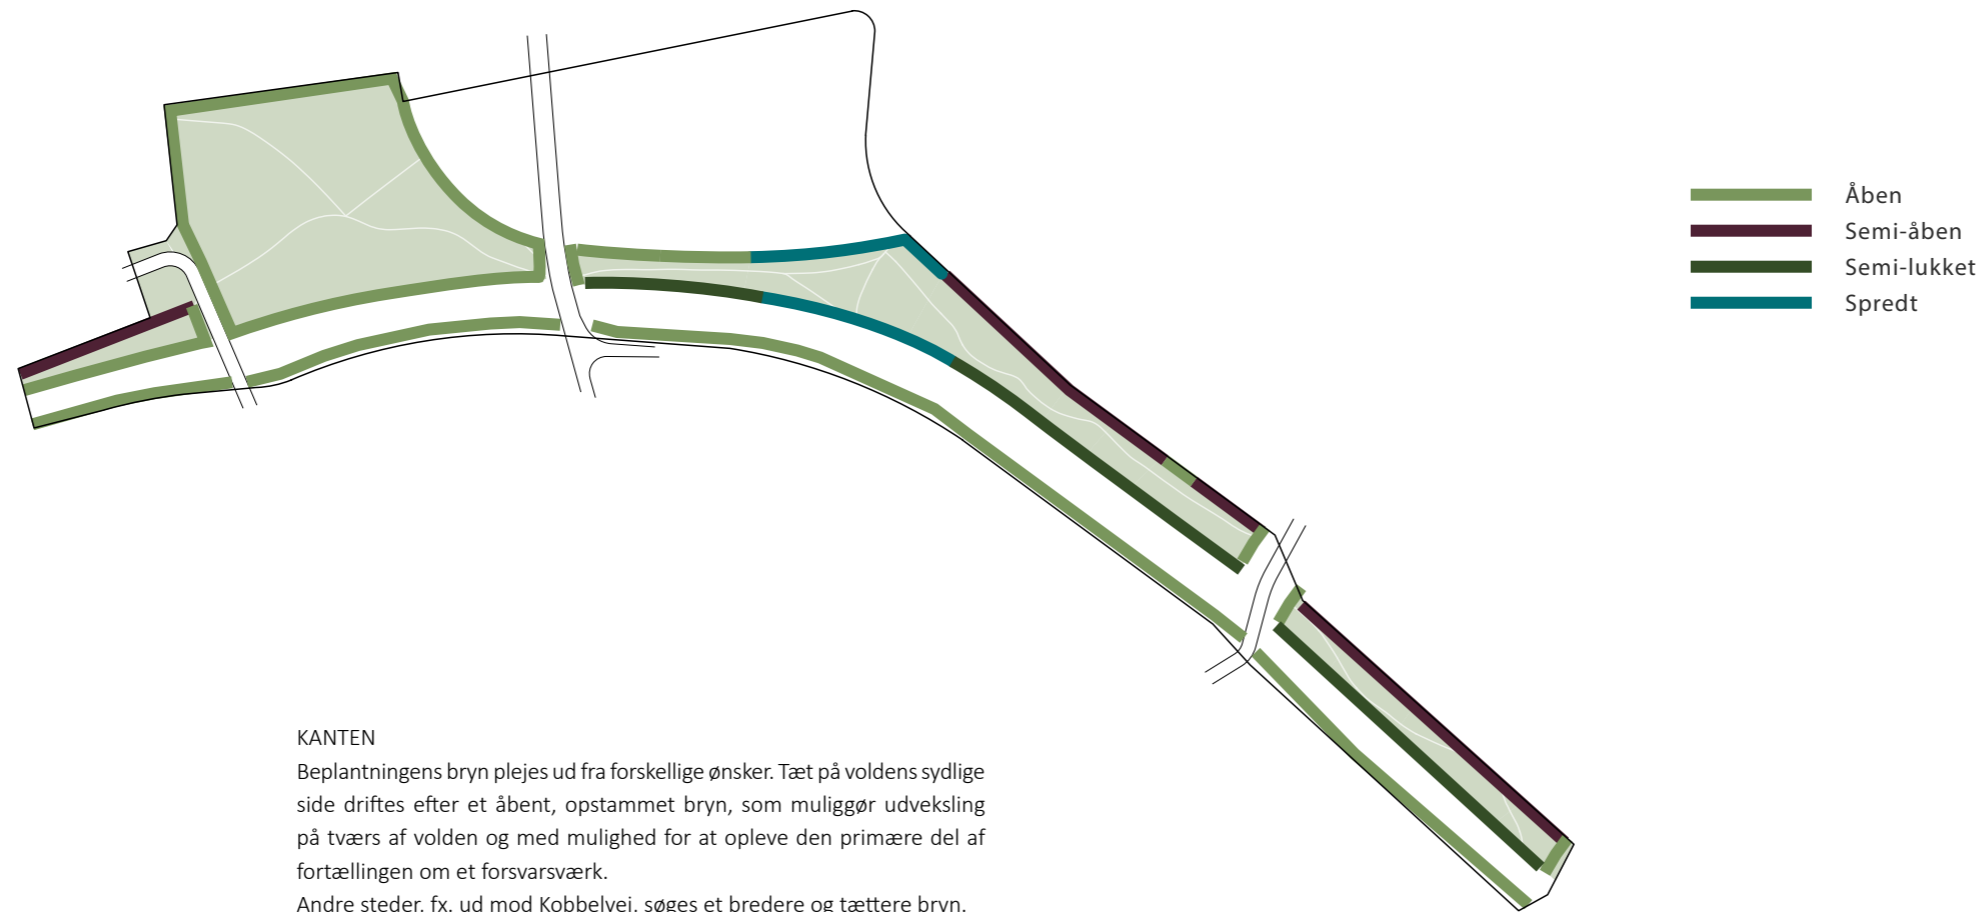 Åben
Semi-åben
Semi-lukket
Spredt
KANTEN
Beplantningens bryn plejes ud fra forskellige ønsker. Tæt på voldens sydlige
side driftes efter et åbent, opstammet bryn, som muliggør udveksling
på tværs af volden og med mulighed for at opleve den primære del af
fortællingen om et forsvarsværk.
Andre steder, fx. ud mod Kobbelvej, søges et bredere og tættere bryn.